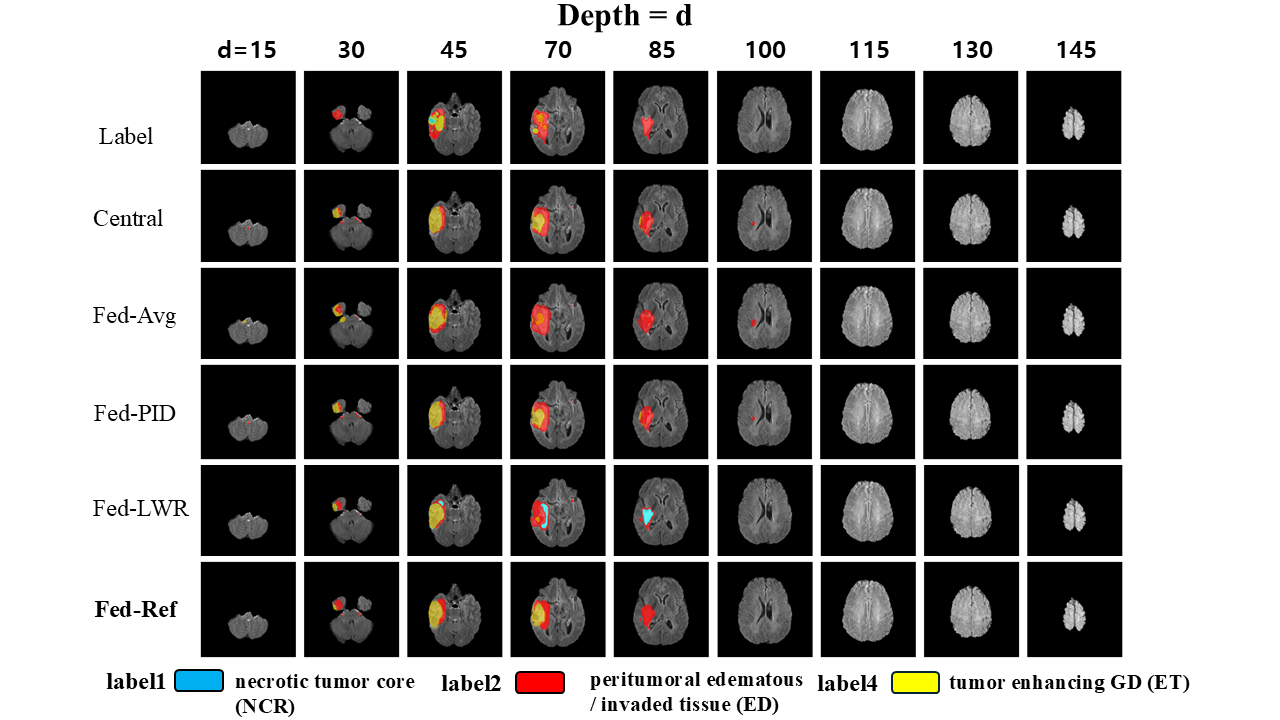 Depth = d
d=15 30 45 70 85 100 115 130 145
Label
Central
Fed-Avg
Fed-PID
Fed-LWR
Fed-Ref
label1 necrotic tumor core
(NCR)
label2 peritumoral edematous
/ invaded tissue (ED)
label4 tumor enhancing GD (ET)